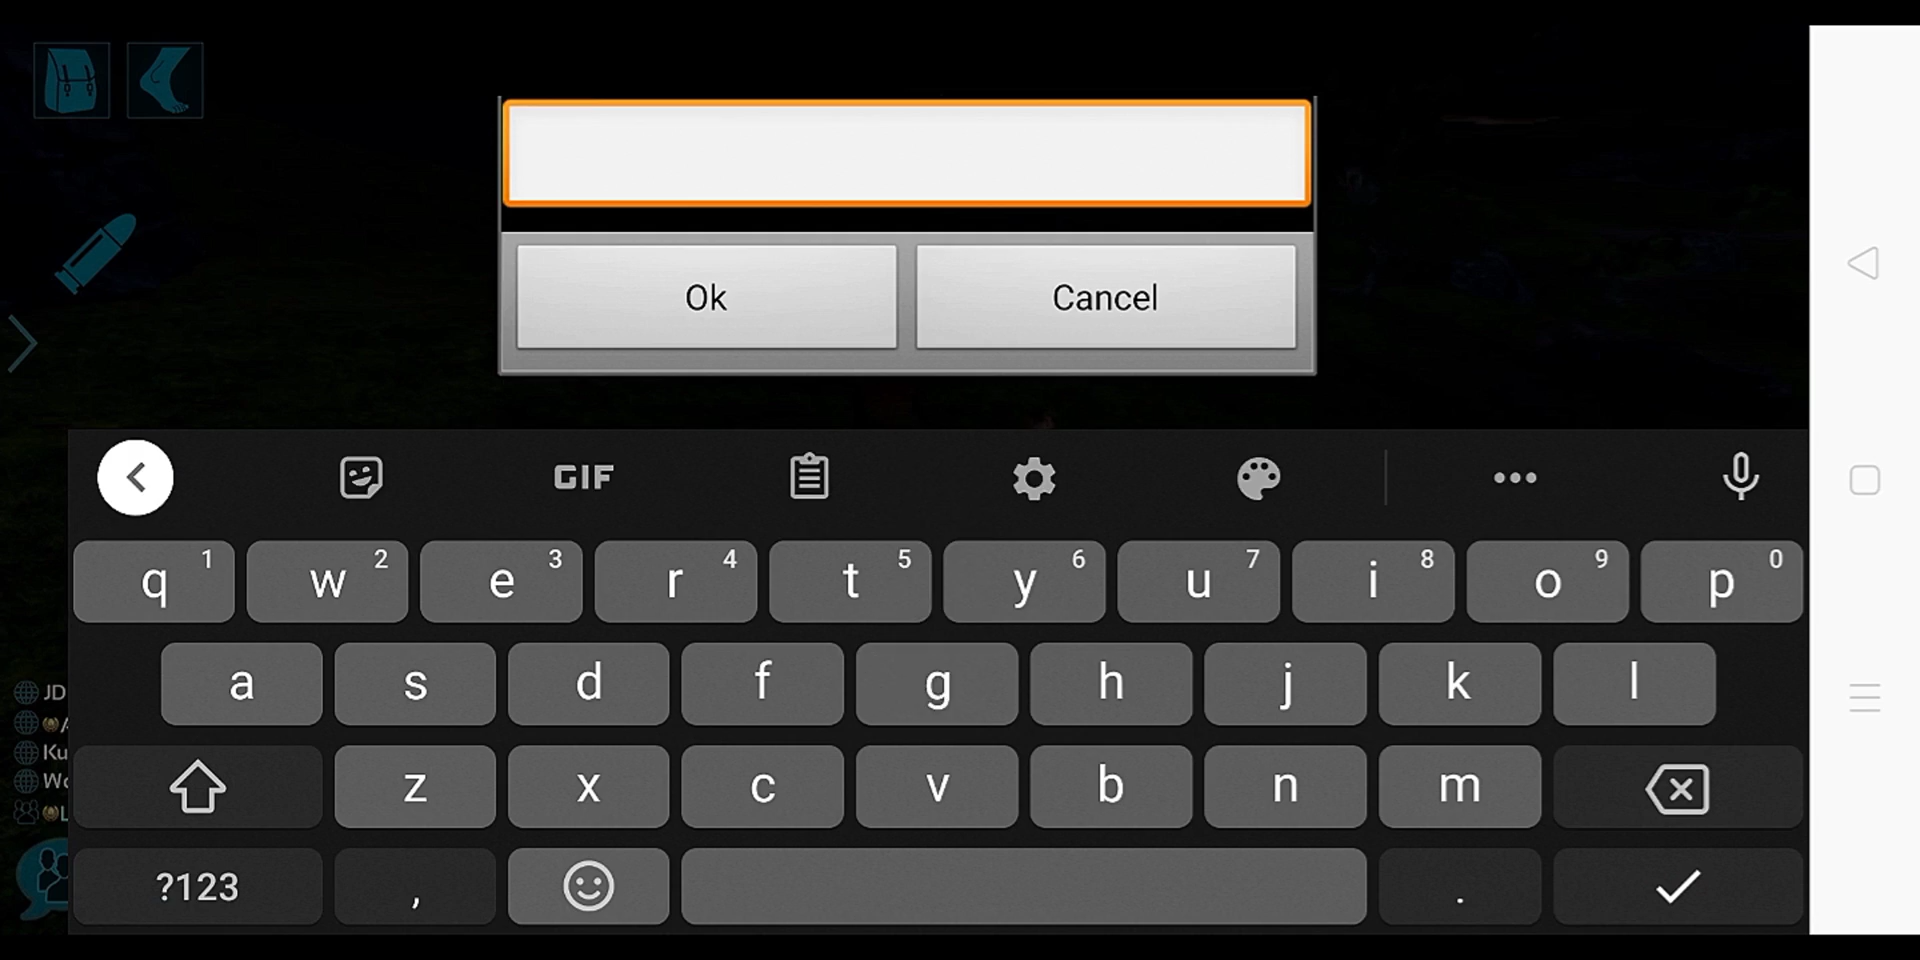 Ok Cancel
GIF
q 1 w 2 e 3 r 4 t 5 y 6 u 7 i 8 o 9 p 0
a s d f g h j k l
JD
Ku
z x c v b n m
?123 , .